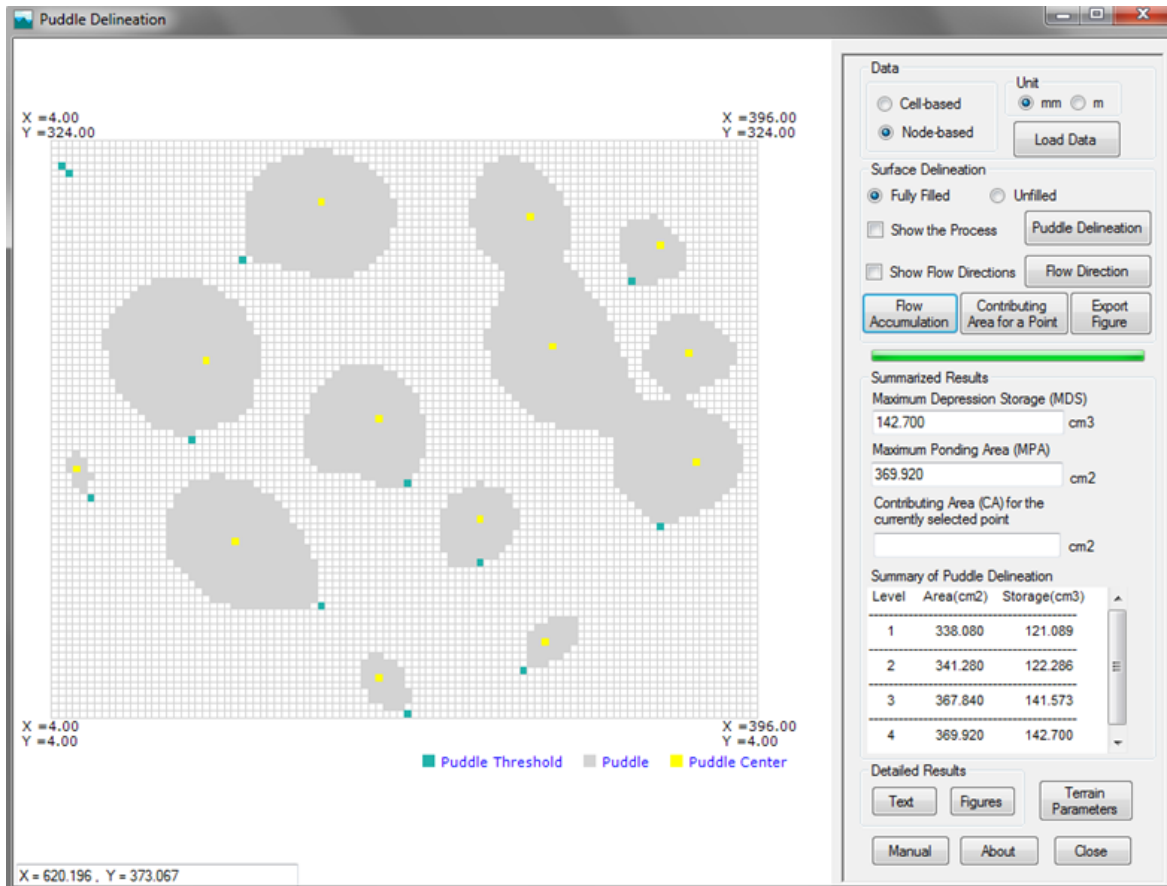 Puddle Delineation
X =4.00
Y =324.00
X =396.00
Y =324.00
X =4.00
Y =4.00
X =396.00
Y =4.00
Puddle Threshold Puddle Puddle Center
X = 620.196 , Y = 373.067
Data
Cell-based
Node-based
Unit
mm m
Load Data
Surface Delineation
Fully Filled Unfilled
Show the Process Puddle Delineation
Show Flow Directions Flow Direction
Flow
Accumulation
Contributing
Area for a Point
Export
Figure
Summarized Results
Maximum Depression Storage (MDS)
142.700 cm3
Maximum Ponding Area (MPA)
369.920 cm2
Contributing Area (CA) for the
currently selected point
cm2
Summary of Puddle Delineation
Level Area(cm2) Storage(cm3)
1 338.080 121.089
2 341.280 122.286
3 367.840 141.573
4 369.920 142.700
Detailed Results
Text Figures
Terrain
Parameters
Manual About Close